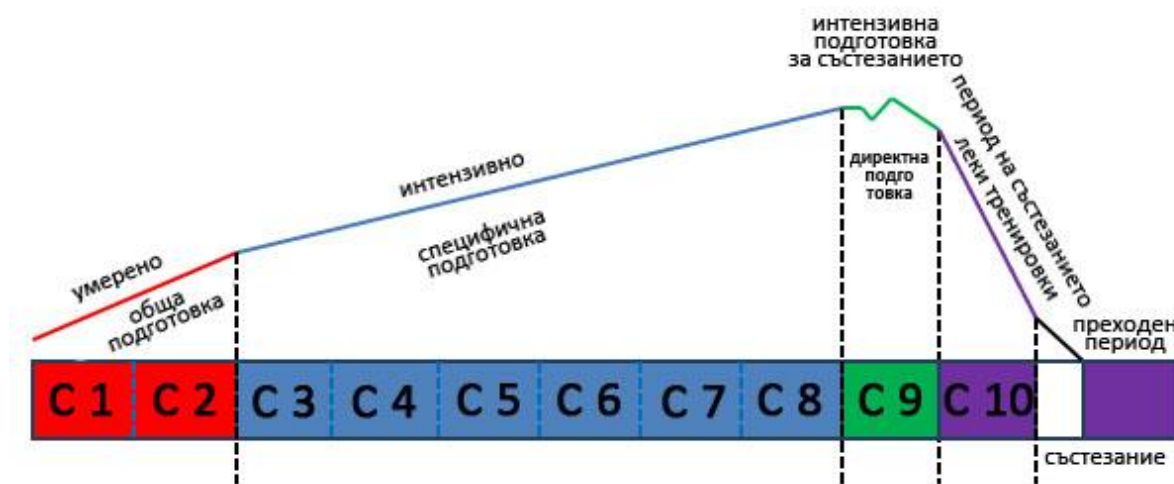 интензивна
подготовка
за състезанието
период на състезанието
леки тренировки
директна
подго
товка
интензивно
специфична
подготовка
умерено
обща
подготовка
преходен
период
С 1 С 2 С 3 С 4 С 5 С 6 С 7 С 8 С 9 С 10
състезание